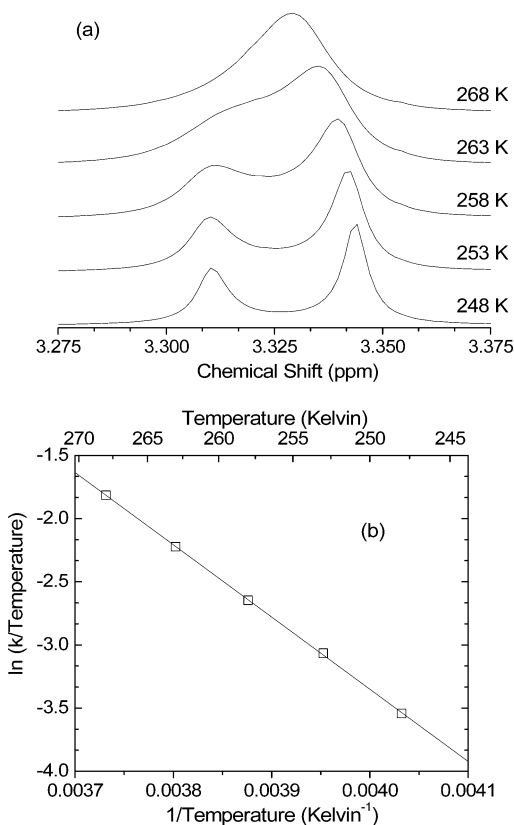 (a)
268 K
263 K
258 K
253 K
248 K
3.275 3.300 3.325 3.350 3.375
Chemical Shift (ppm)
Temperature (Kelvin)
270 265 260 255 250 245
-1.5
-2.0
-2.5
-3.0
-3.5
-4.0
ln (k/Temperature)
(b)
0.0037 0.0038 0.0039 0.0040 0.0041
1/Temperature (Kelvin⁻¹)